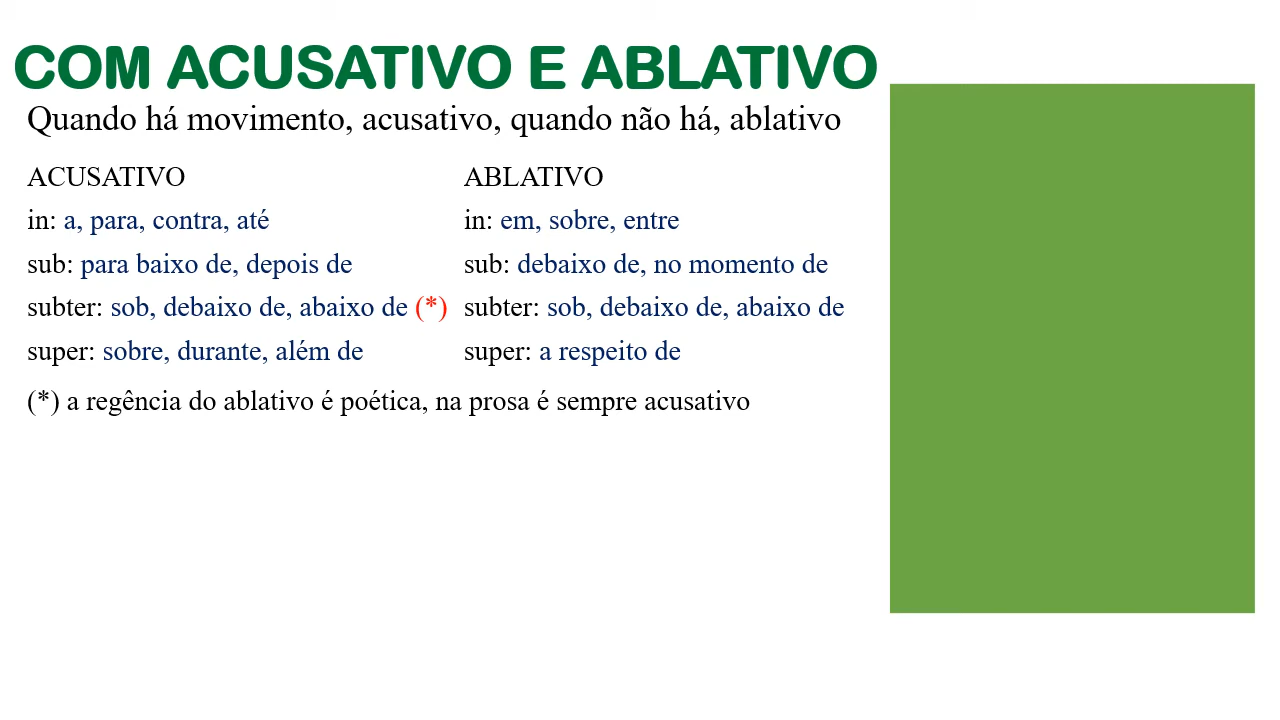 COM ACUSATIVO E ABLATIVO
Quando há movimento, acusativo, quando não há, ablativo
ACUSATIVO
in: a, para, contra, até
sub: para baixo de, depois de
subter: sob, debaixo de, abaixo de (*)
super: sobre, durante, além de
ABLATIVO
in: em, sobre, entre
sub: debaixo de, no momento de
subter: sob, debaixo de, abaixo de
super: a respeito de
(*) a regência do ablativo é poética, na prosa é sempre acusativo